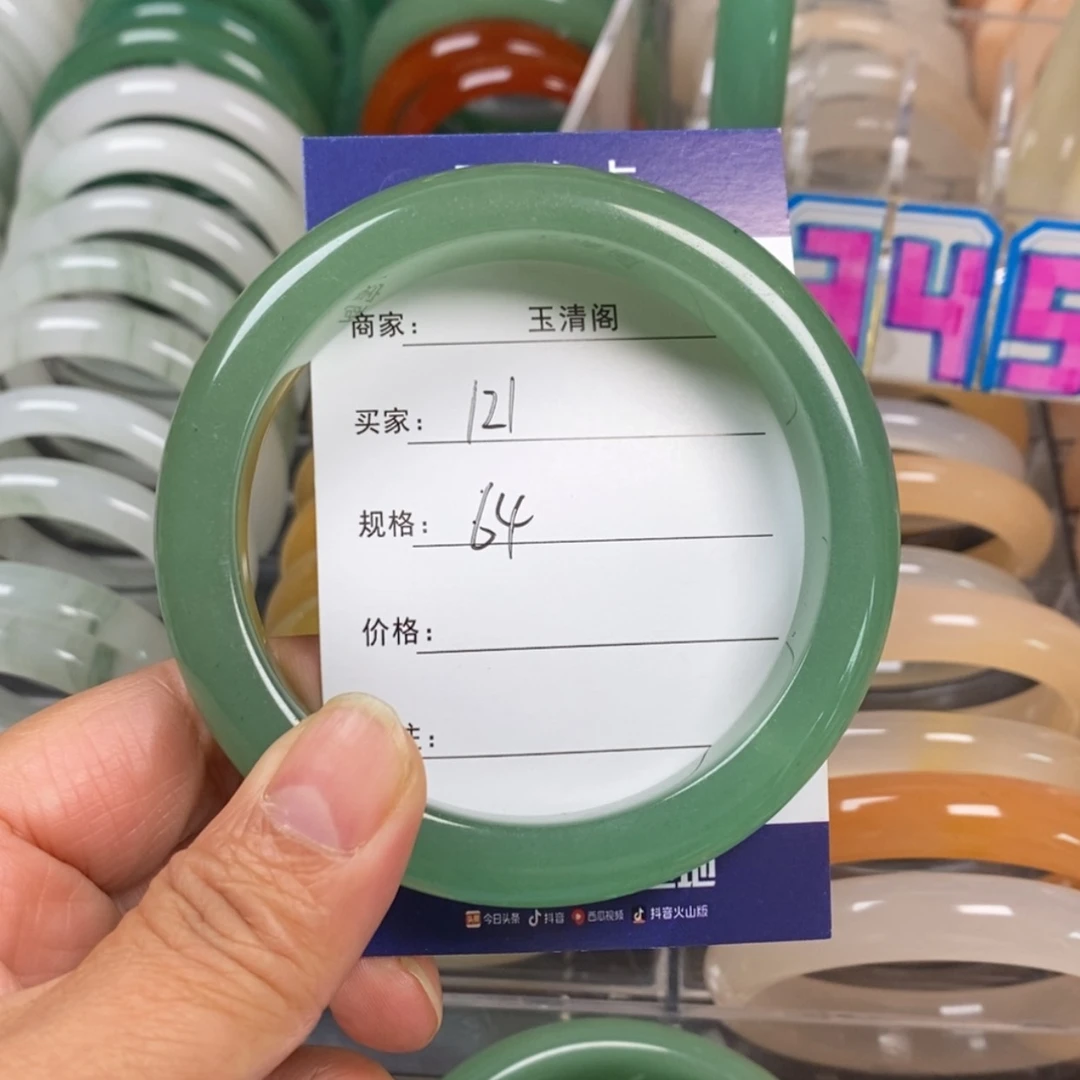 商家： 玉清阁
买家： 121
规格： 64
价格：
注：
今日头条 抖音 西瓜视频 抖音火山版
345